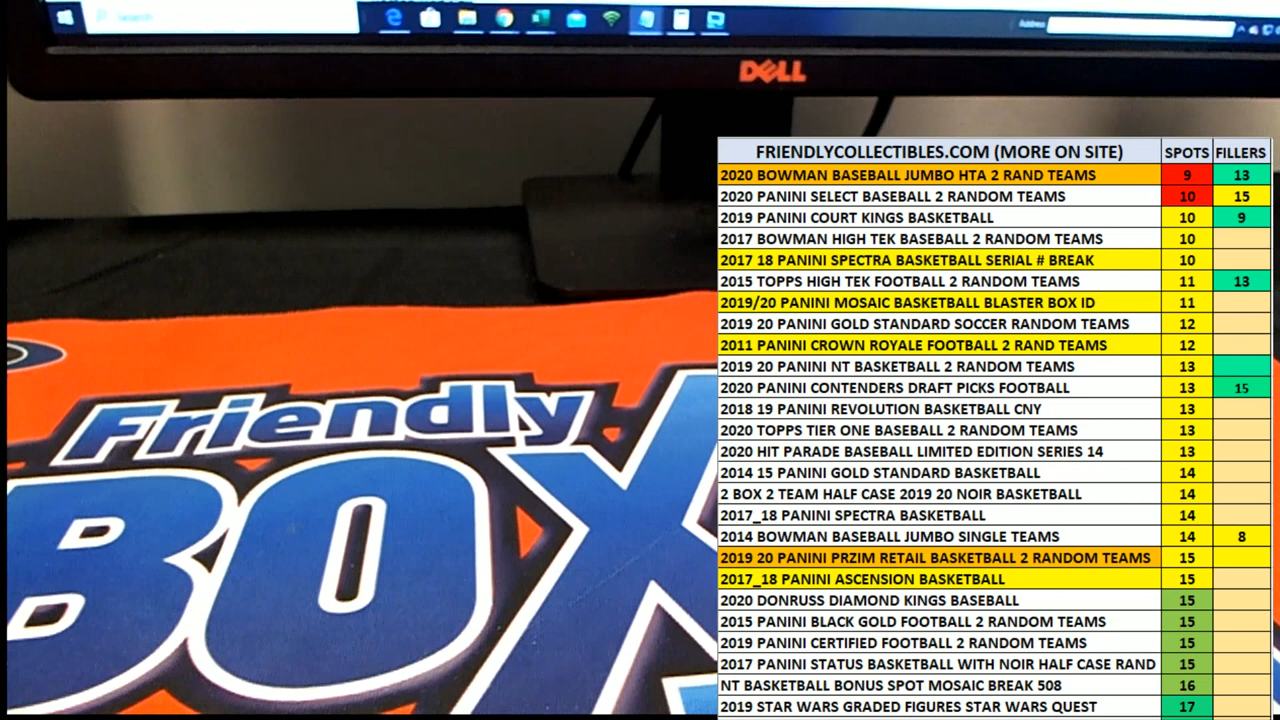 Search
Address
DELL
FRIENDLYCOLLECTIBLES.COM (MORE ON SITE) SPOTS FILLERS
2020 BOWMAN BASEBALL JUMBO HTA 2 RAND TEAMS 9 13
2020 PANINI SELECT BASEBALL 2 RANDOM TEAMS 10 15
2019 PANINI COURT KINGS BASKETBALL 10 9
2017 BOWMAN HIGH TEK BASEBALL 2 RANDOM TEAMS 10
2017 18 PANINI SPECTRA BASKETBALL SERIAL # BREAK 10
2015 TOPPS HIGH TEK FOOTBALL 2 RANDOM TEAMS 11 13
2019/20 PANINI MOSAIC BASKETBALL BLASTER BOX ID 11
2019 20 PANINI GOLD STANDARD SOCCER RANDOM TEAMS 12
2011 PANINI CROWN ROYALE FOOTBALL 2 RAND TEAMS 12
2019 20 PANINI NT BASKETBALL 2 RANDOM TEAMS 13
2020 PANINI CONTENDERS DRAFT PICKS FOOTBALL 13 15
2018 19 PANINI REVOLUTION BASKETBALL CNY 13
2020 TOPPS TIER ONE BASEBALL 2 RANDOM TEAMS 13
2020 HIT PARADE BASEBALL LIMITED EDITION SERIES 14 13
2014 15 PANINI GOLD STANDARD BASKETBALL 14
2 BOX 2 TEAM HALF CASE 2019 20 NOIR BASKETBALL 14
2017_18 PANINI SPECTRA BASKETBALL 14
2014 BOWMAN BASEBALL JUMBO SINGLE TEAMS 14 8
2019 20 PANINI PRZIM RETAIL BASKETBALL 2 RANDOM TEAMS 15
2017_18 PANINI ASCENSION BASKETBALL 15
2020 DONRUSS DIAMOND KINGS BASEBALL 15
2015 PANINI BLACK GOLD FOOTBALL 2 RANDOM TEAMS 15
2019 PANINI CERTIFIED FOOTBALL 2 RANDOM TEAMS 15
2017 PANINI STATUS BASKETBALL WITH NOIR HALF CASE RAND 15
NT BASKETBALL BONUS SPOT MOSAIC BREAK 508 16
2019 STAR WARS GRADED FIGURES STAR WARS QUEST 17
Friendly
BOX